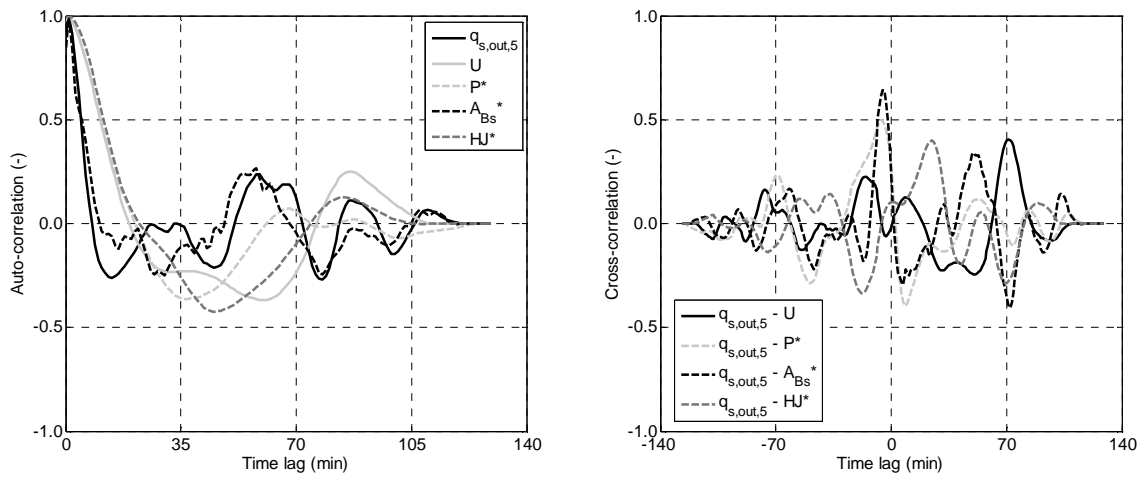 1.0
0.5
0.0
-0.5
-1.0
Auto-correlation (-)
0 35 70 105 140
Time lag (min)
q_s,out,5
U
P*
A_Bs*
HJ*
1.0
0.5
0.0
-0.5
-1.0
Cross-correlation (-)
-140 -70 0 70 140
Time lag (min)
q_s,out,5 - U
q_s,out,5 - P*
q_s,out,5 - A_Bs*
q_s,out,5 - HJ*